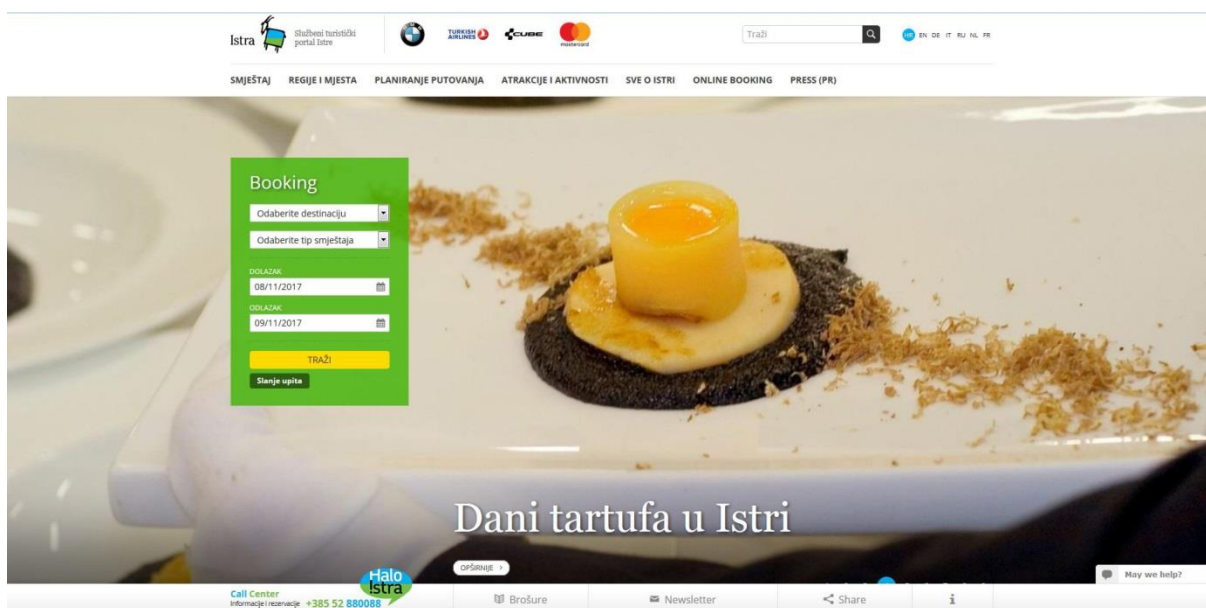 Istra
Službeni turistički
portal Istre
TURKISH
AIRLINES
CUBE
mastercard
Traži
HR EN DE IT RU NL FR
SMJEŠTAJ REGIJE I MJESTA PLANIRANJE PUTOVANJA ATRAKCIJE I AKTIVNOSTI SVE O ISTRI ONLINE BOOKING PRESS (PR)
Booking
Odaberite destinaciju
Odaberite tip smještaja
DOLAZAK
08/11/2017
ODLAZAK
09/11/2017
TRAŽI
Slanje upita
Dani tartufa u Istri
OPŠIRNIJE >
Halo
Istra
Call Center
Informacije i rezervacije +385 52 880088
Brošure
Newsletter
Share
i
May we help?